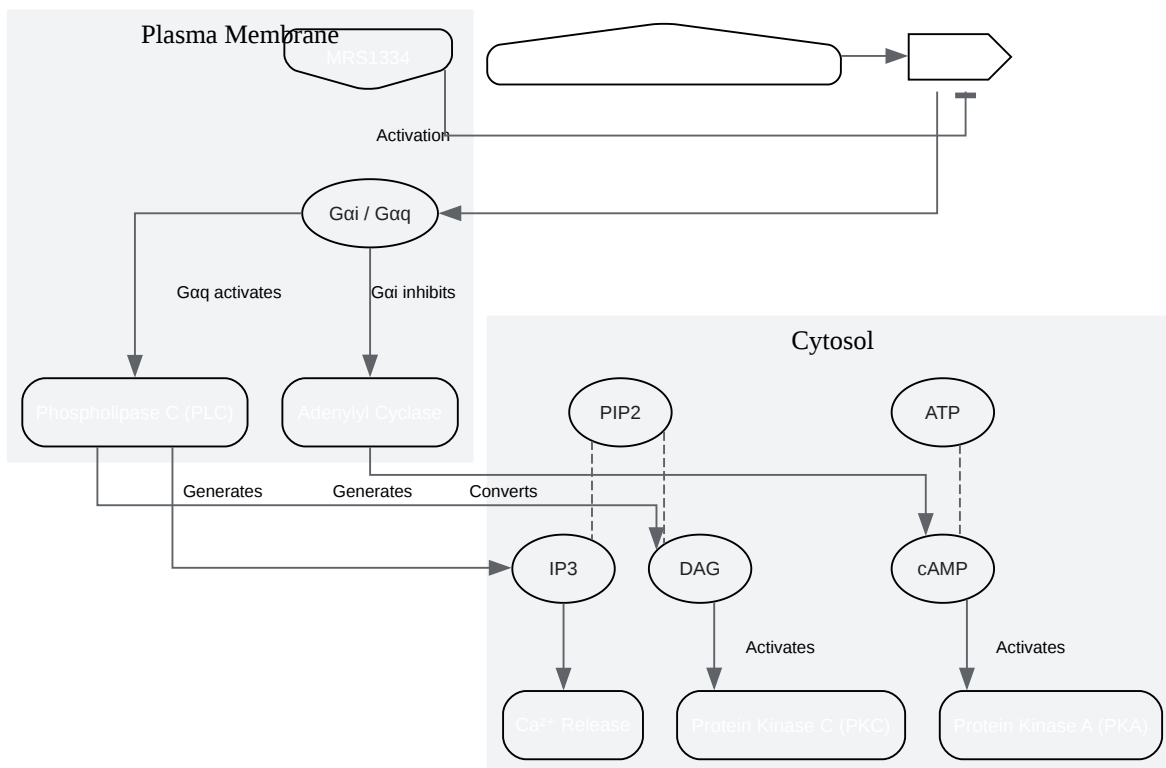 Plasma Membrane
MRS1334
Activation
Gαi / Gαq
Gαq activates
Gαi inhibits
Cytosol
Phospholipase C (PLC)
Adenylyl Cyclase
PIP2
ATP
Generates
Generates
Converts
IP3
DAG
cAMP
Activates
Activates
Ca²⁺ Release
Protein Kinase C (PKC)
Protein Kinase A (PKA)